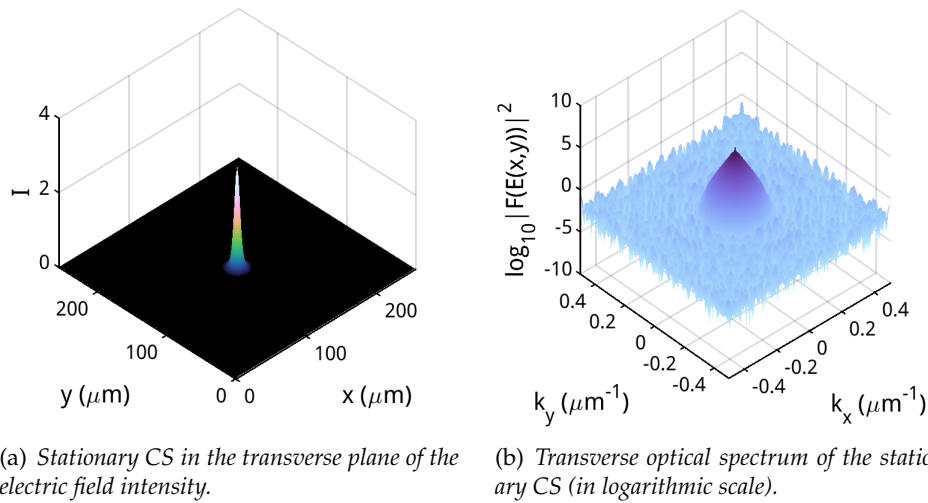 4
2
0
I
200
100
0
y (μm)
0
100
200
x (μm)
10
5
0
-5
-10
log10|F(E(x,y))|2
0.4
0.2
0
-0.2
-0.4
ky (μm-1)
-0.4
-0.2
0
0.2
0.4
kx (μm-1)
(a) Stationary CS in the transverse plane of the
electric field intensity.
(b) Transverse optical spectrum of the station-
ary CS (in logarithmic scale).